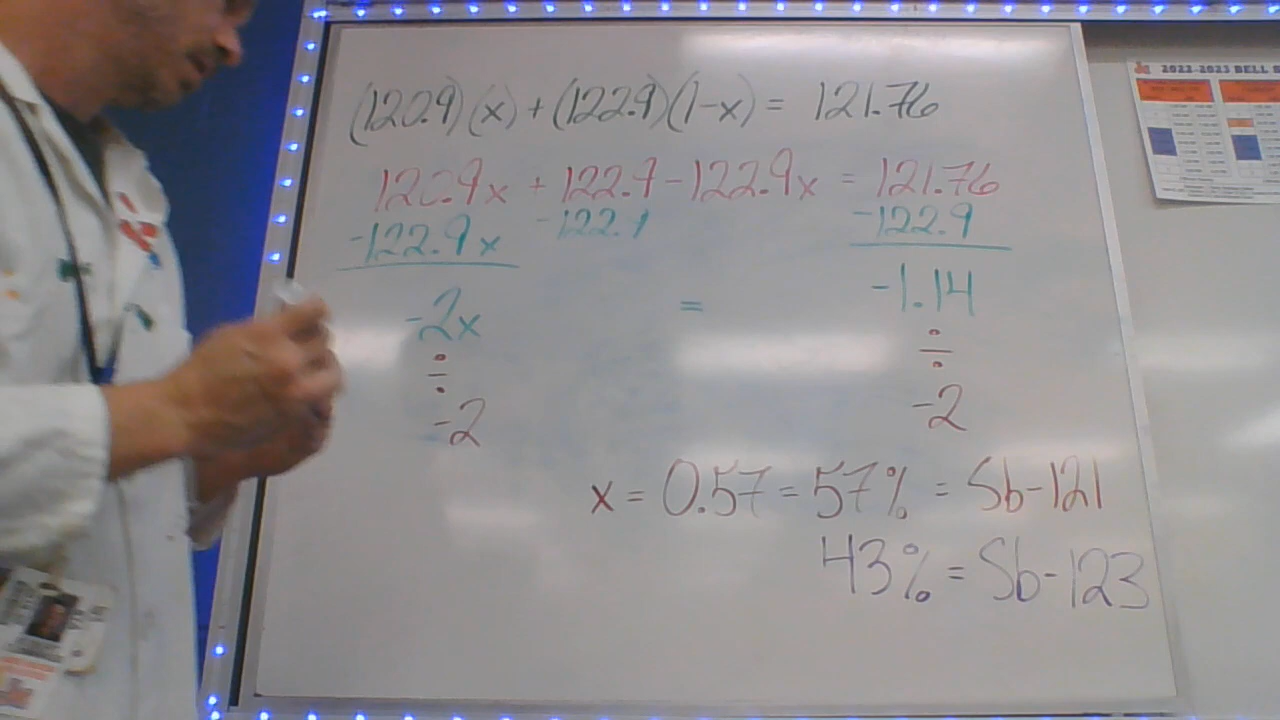 (120.9)(x) + (122.9)(1-x) = 121.76
120.9x + 122.9 - 122.9x = 121.76
-122.9x -122.9 -122.9
-2x = -1.14
÷ ÷
-2 -2
x = 0.57 = 57% = Sb-121
43% = Sb-123
2022-2023 BELL